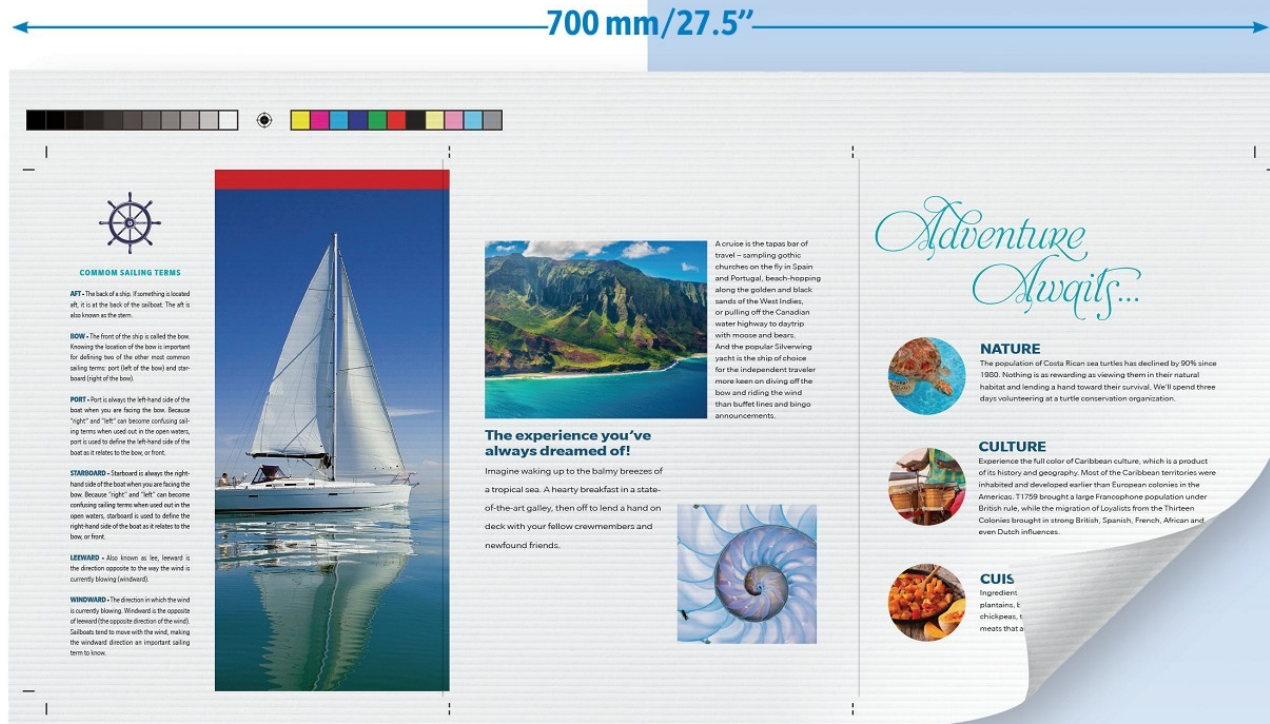 700 mm/27.5”
COMMOM SAILING TERMS
AFT - The back of a ship. If something is located
aft, it is at the back of the sailboat. The aft is
also known as the stern.
BOW - The front of the ship is called the bow.
Knowing the location of the bow is important
for defining two of the other most common
sailing terms: port (left of the bow) and star-
board (right of the bow).
PORT - Port is always the left-hand side of the
boat when you are facing the bow. Because
"right" and "left" can become confusing sail-
ing terms when used out in the open waters,
port is used to define the left-hand side of the
boat as it relates to the bow, or front.
STARBOARD - Starboard is always the right-
hand side of the boat when you are facing the
bow. Because "right" and "left" can become
confusing sailing terms when used out in the
open waters, starboard is used to define the
right-hand side of the boat as it relates to the
bow, or front.
LEEWARD - Also known as lee, leeward is
the direction opposite to the way the wind is
currently blowing (windward).
WINDWARD - The direction in which the wind
is currently blowing. Windward is the opposite
of leeward (the opposite direction of the wind).
Sailboats tend to move with the wind, making
the windward direction an important sailing
term to know.
A cruise is the tapas bar of
travel – sampling gothic
churches on the fly in Spain
and Portugal, beach-hopping
along the golden and black
sands of the West Indies,
or pulling off the Canadian
water highway to daytrip
with moose and bears.
And the popular Silverwing
yacht is the ship of choice
for the independent traveler
more keen on diving off the
bow and riding the wind
than buffet lines and bingo
announcements.
The experience you’ve
always dreamed of!
Imagine waking up to the balmy breezes of
a tropical sea. A hearty breakfast in a state-
of-the-art galley, then off to lend a hand on
deck with your fellow crewmembers and
newfound friends.
Adventure
Awaits...
NATURE
The population of Costa Rican sea turtles has declined by 90% since
1980. Nothing is as rewarding as viewing them in their natural
habitat and lending a hand toward their survival. We’ll spend three
days volunteering at a turtle conservation organization.
CULTURE
Experience the full color of Caribbean culture, which is a product
of its history and geography. Most of the Caribbean territories were
inhabited and developed earlier than European colonies in the
Americas. T1759 brought a large Francophone population under
British rule, while the migration of Loyalists from the Thirteen
Colonies brought in strong British, Spanish, French, African and
even Dutch influences.
CUIS
Ingredient
plantains,
chickpeas,
meats that